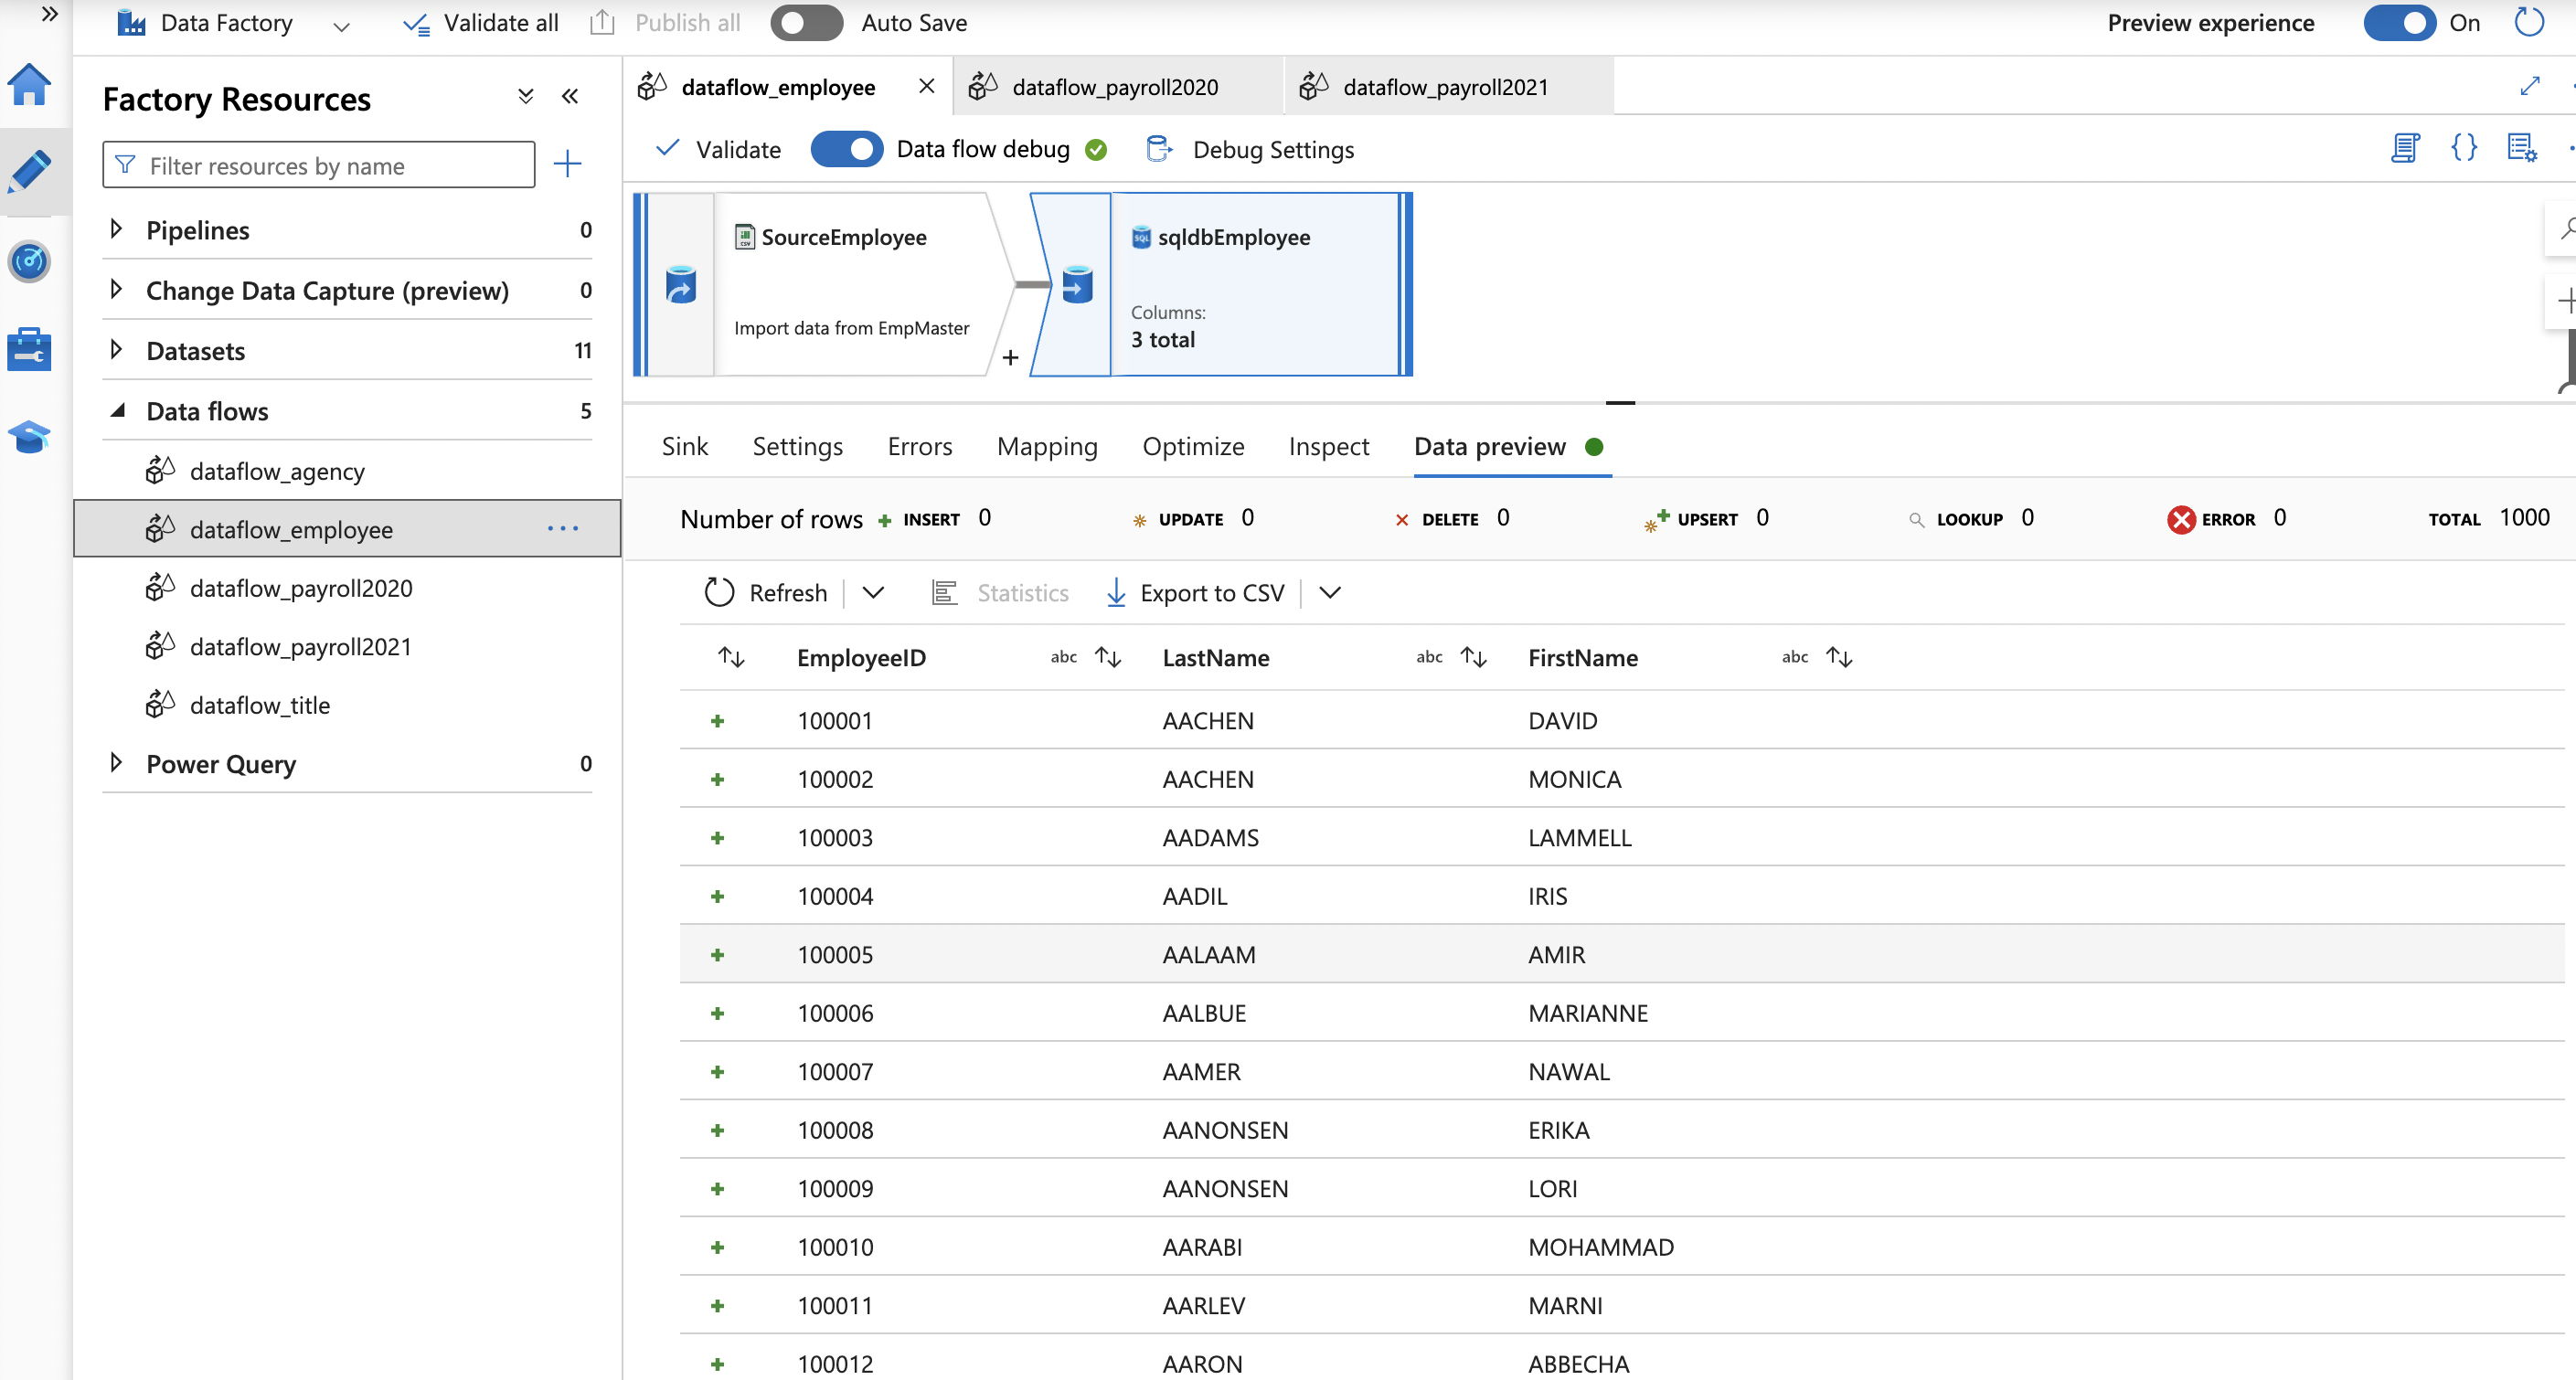 Data Factory Validate all Publish all Auto Save Preview experience On
Factory Resources
Filter resources by name
Pipelines 0
Change Data Capture (preview) 0
Datasets 11
Data flows 5
dataflow_agency
dataflow_employee
dataflow_payroll2020
dataflow_payroll2021
dataflow_title
Power Query 0
dataflow_employee dataflow_payroll2020 dataflow_payroll2021
Validate Data flow debug Debug Settings
SourceEmployee
Import data from EmpMaster
sqldbEmployee
Columns:
3 total
Sink Settings Errors Mapping Optimize Inspect Data preview
Number of rows INSERT 0 UPDATE 0 DELETE 0 UPSERT 0 LOOKUP 0 ERROR 0 TOTAL 1000
Refresh Statistics Export to CSV
EmployeeID abc LastName abc FirstName abc
100001 AACHEN DAVID
100002 AACHEN MONICA
100003 AADAMS LAMMELL
100004 AADIL IRIS
100005 AALAAM AMIR
100006 AALBUE MARIANNE
100007 AAMER NAWAL
100008 AANONSEN ERIKA
100009 AANONSEN LORI
100010 AARABI MOHAMMAD
100011 AARLEV MARNI
100012 AARON ABBECHA